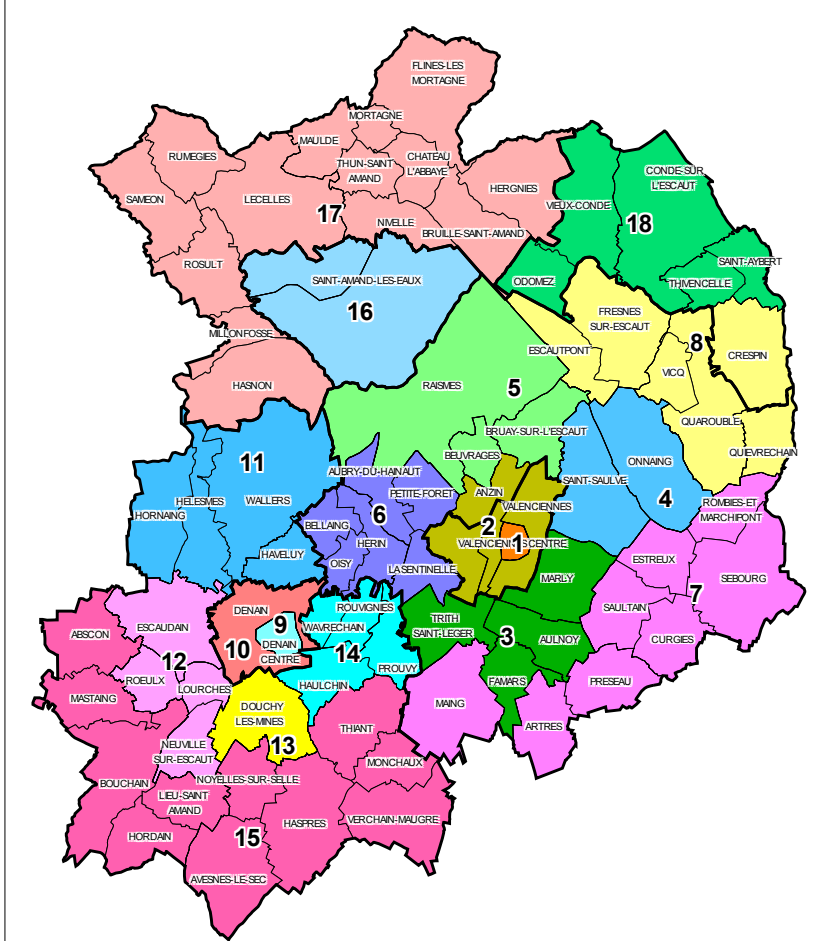 FLINES-LES
MORTAGNE
MORTAGNE
MAULDE
RUMEGIES
THUN-SAINT
AMAND
CHATEAU
L'ABBAYE
HERGNIES
SAMEON
LECELLES
17
NIVELLE
BRUILLE-SAINT-AMAND
ROSULT
CONDE-SUR
L'ESCAUT
VIEUX-CONDE
18
SAINT-AYBERT
ODOMEZ
THIVENCELLE
SAINT-AMAND-LES-EAUX
16
FRESNES
SUR-ESCAUT
MILLONFOSSE
ESCAUTPONT
8
CRESPIN
VICQ
HASNON
RAISMES
5
QUAROUBLE
BRUAY-SUR-L'ESCAUT
BEUVRAGES
QUIEVRECHAIN
11
AUBRY-DU-HAINAUT
ONNAING
SAINT-SAULVE
4
HORNAING
HELESMES
WALLERS
PETITE-FORET
ANZIN
VALENCIENNES
ROMBIES-ET
MARCHIPONT
6
BELLAING
2
1
VALENCIENNES CENTRE
HERIN
HAVELUY
OISY
LA SENTINELLE
MARLY
ESTREUX
SEBOURG
7
DENAIN
ROUVIGNIES
SAULTAIN
ESCAUDAIN
ABSCON
9
WAVRECHAIN
TRITH
SAINT-LEGER
3
AULNOY
CURGIES
10
DENAIN
CENTRE
14
12
PROUVY
ROEULX
LOURCHES
HAULCHIN
FAMARS
PRESEAU
MASTAING
MAING
DOUCHY
LES-MINES
THIANT
ARTRES
13
NEUVILLE
SUR-ESCAUT
MONCHAUX
NOYELLES-SUR-SELLE
BOUCHAIN
LIEU-SAINT
AMAND
HASPRES
VERCHAIN-MAUGRE
HORDAIN
15
AVESNES-LE-SEC